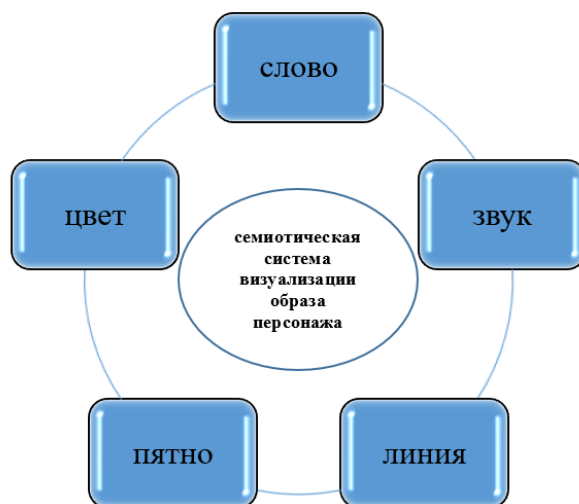 слово
цвет
звук
семиотическая
система
визуализации
образа
персонажа
пятно
линия